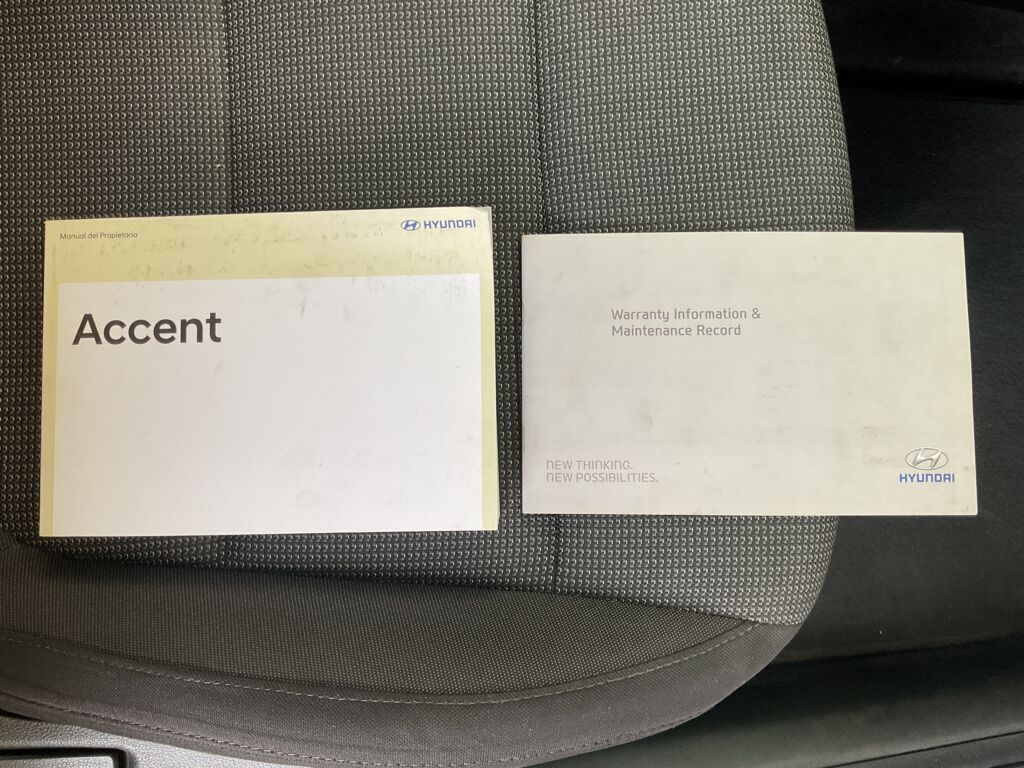 Manual del Propietario
HYUNDAI
Accent
Warranty Information &
Maintenance Record
NEW THINKING.
NEW POSSIBILITIES.
HYUNDAI